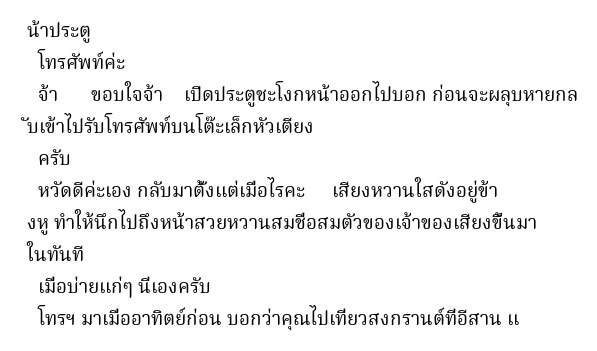 น้าประตู
โทรศัพท์ค่ะ
จ้า ขอบใจจ้า เปิดประตูชะโงกหน้าออกไปบอก ก่อนจะผลุบหายกล
ับเข้าไปรับโทรศัพท์บนโต๊ะเล็กหัวเตียง
ครับ
หวัดดีค่ะเอง กลับมาตั้งแต่เมื่อไรคะ เสียงหวานใสดังอยู่ข้า
งหู ทำให้นึกไปถึงหน้าสวยหวานสมชื่อสมตัวของเจ้าของเสียงขึ้นมา
ในทันที
เมื่อบ่ายแก่ๆ นี่เองครับ
โทรฯ มาเมื่ออาทิตย์ก่อน บอกว่าคุณไปเที่ยวสงกรานต์ที่อีสาน แ